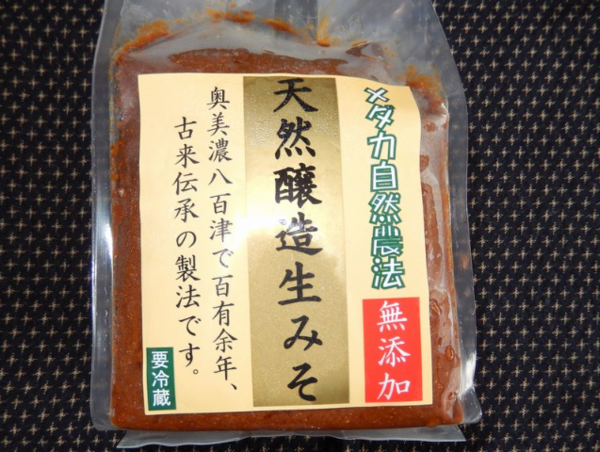 メダカ自然農法
無添加
天然醸造生みそ
奥美濃八百津で百有余年、
古来伝承の製法です。
要冷蔵